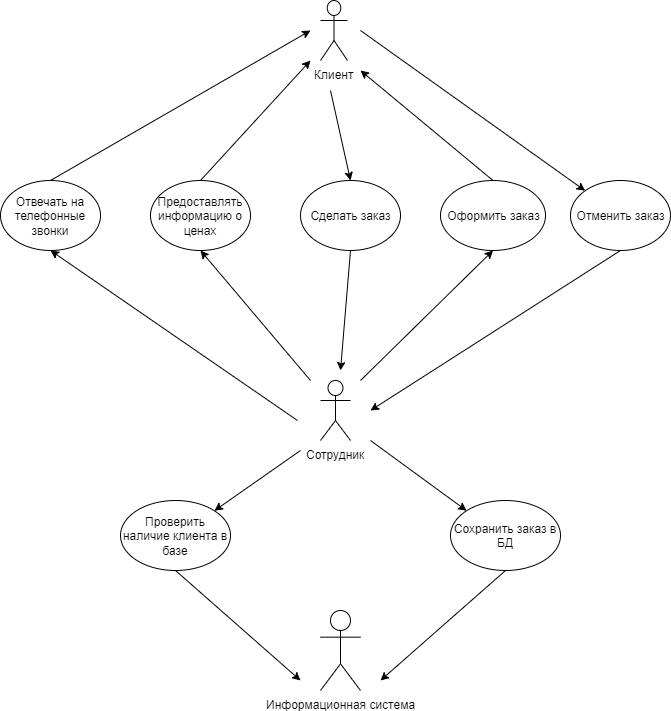 Клиент
Отвечать на
телефонные
звонки
Предоставлять
информацию о
ценах
Сделать заказ
Оформить заказ
Отменить заказ
Сотрудник
Проверить
наличие клиента в
базе
Сохранить заказ в
БД
Информационная система